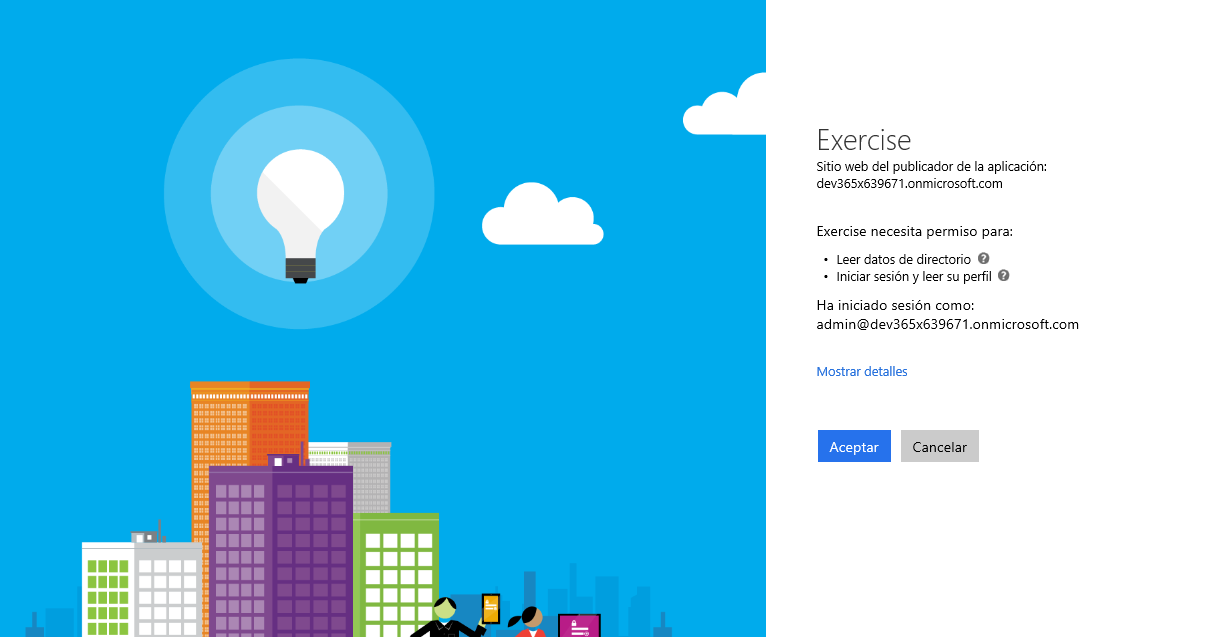 Exercise
Sitio web del publicador de la aplicación:
dev365x639671.onmicrosoft.com
Exercise necesita permiso para:
• Leer datos de directorio ?
• Iniciar sesión y leer su perfil ?
Ha iniciado sesión como:
admin@dev365x639671.onmicrosoft.com
Mostrar detalles
Aceptar Cancelar